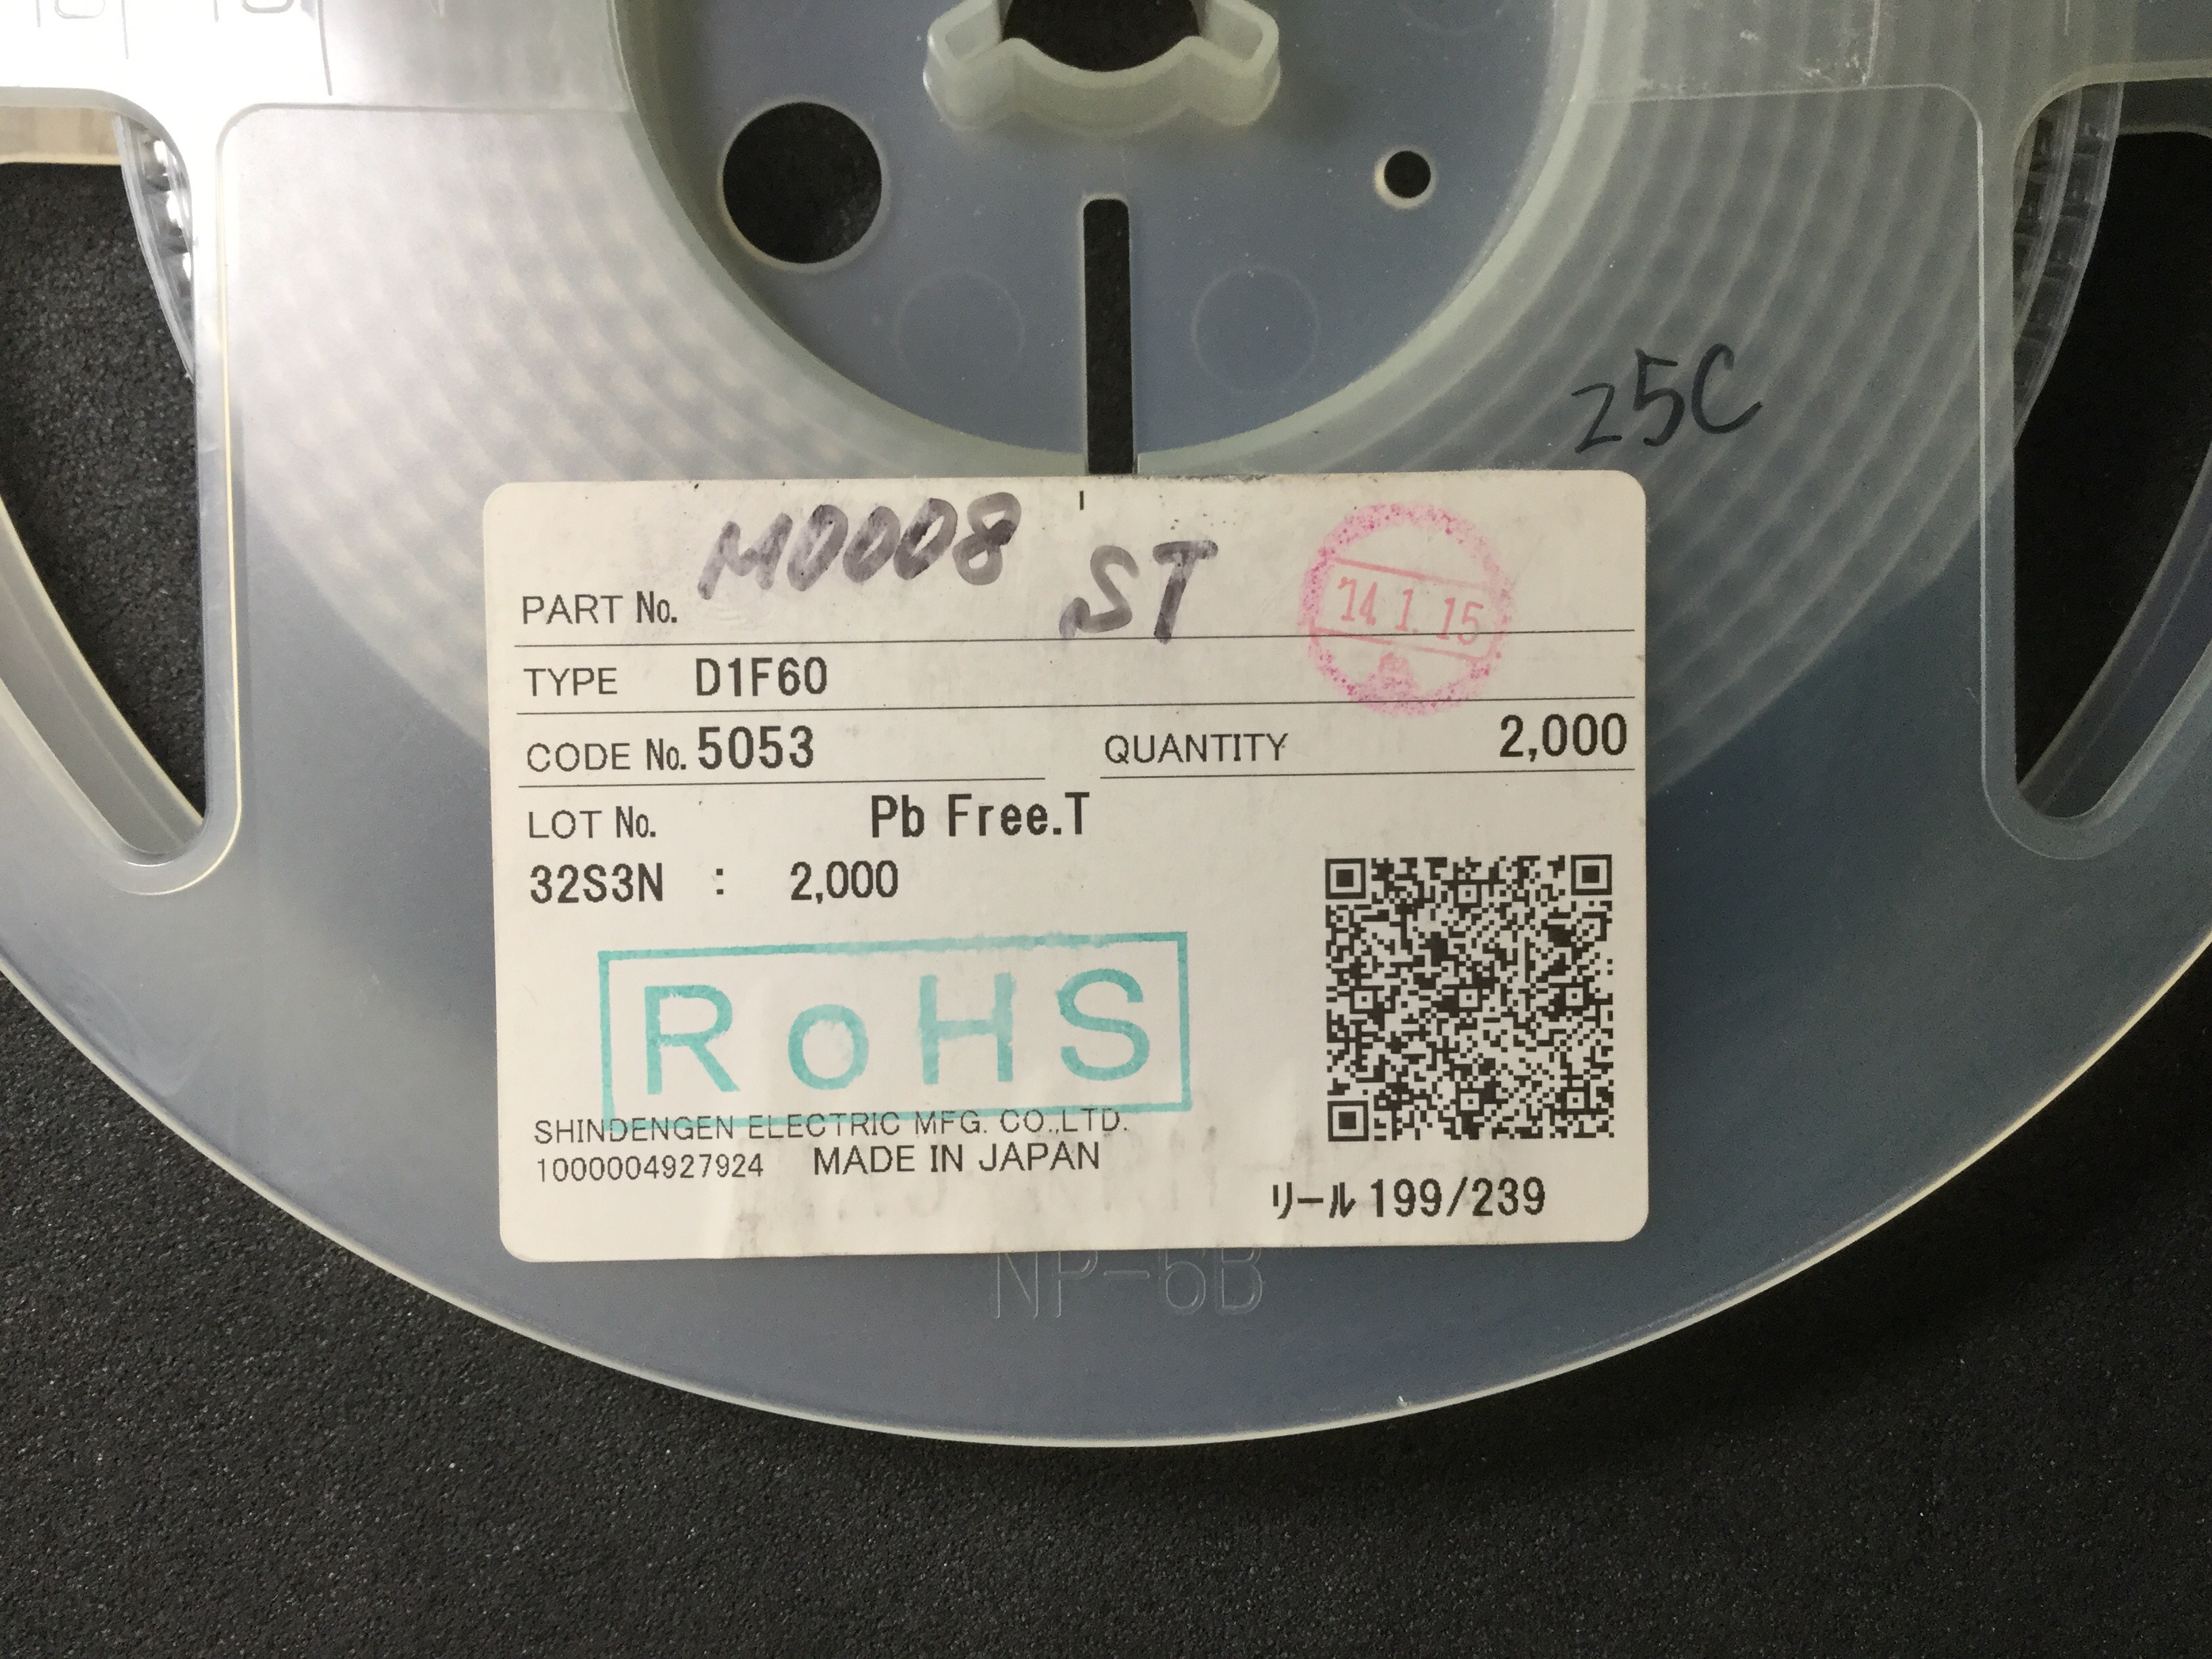 25C
M0008 ST
PART No.
'14.1.15
TYPE D1F60
CODE No. 5053 QUANTITY 2,000
LOT No. Pb Free.T
32S3N : 2,000
RoHS
SHINDENGEN ELECTRIC MFG. CO.,LTD.
1000004927924 MADE IN JAPAN
リール 199/239
NP-6B